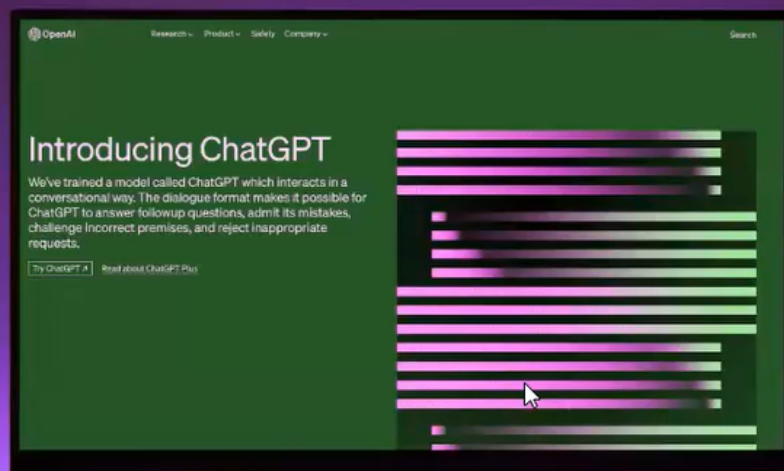 OpenAI Research Product Safety Company Search
Introducing ChatGPT
We've trained a model called ChatGPT which interacts in a
conversational way. The dialogue format makes it possible for
ChatGPT to answer followup questions, admit its mistakes,
challenge incorrect premises, and reject inappropriate
requests.
Try ChatGPT ↗ Read about ChatGPT Plus